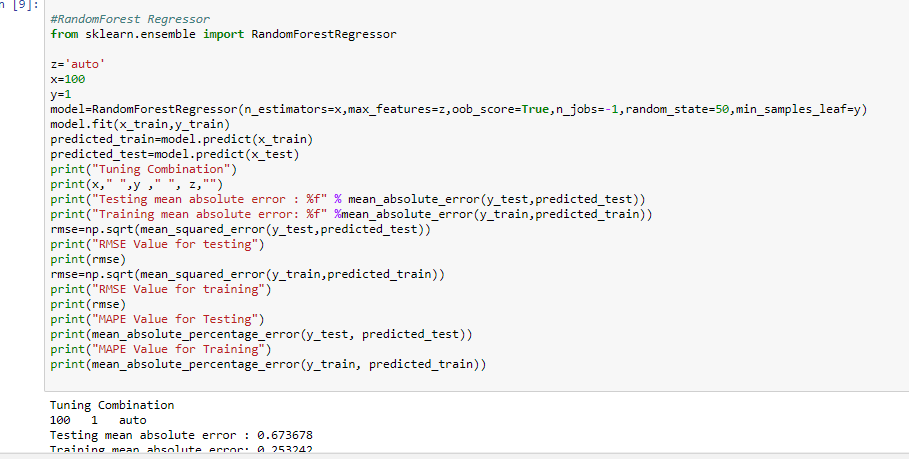 [9]:
#RandomForest Regressor
from sklearn.ensemble import RandomForestRegressor
z='auto'
x=100
y=1
model=RandomForestRegressor(n_estimators=x,max_features=z,oob_score=True,n_jobs=-1,random_state=50,min_samples_leaf=y)
model.fit(x_train,y_train)
predicted_train=model.predict(x_train)
predicted_test=model.predict(x_test)
print("Tuning Combination")
print(x," ",y ," ", z,"")
print("Testing mean absolute error : %f" % mean_absolute_error(y_test,predicted_test))
print("Training mean absolute error: %f" %mean_absolute_error(y_train,predicted_train))
rmse=np.sqrt(mean_squared_error(y_test,predicted_test))
print("RMSE Value for testing")
print(rmse)
rmse=np.sqrt(mean_squared_error(y_train,predicted_train))
print("RMSE Value for training")
print(rmse)
print("MAPE Value for Testing")
print(mean_absolute_percentage_error(y_test, predicted_test))
print("MAPE Value for Training")
print(mean_absolute_percentage_error(y_train, predicted_train))
Tuning Combination
100   1   auto
Testing mean absolute error : 0.673678
Training mean absolute error: 0.253242